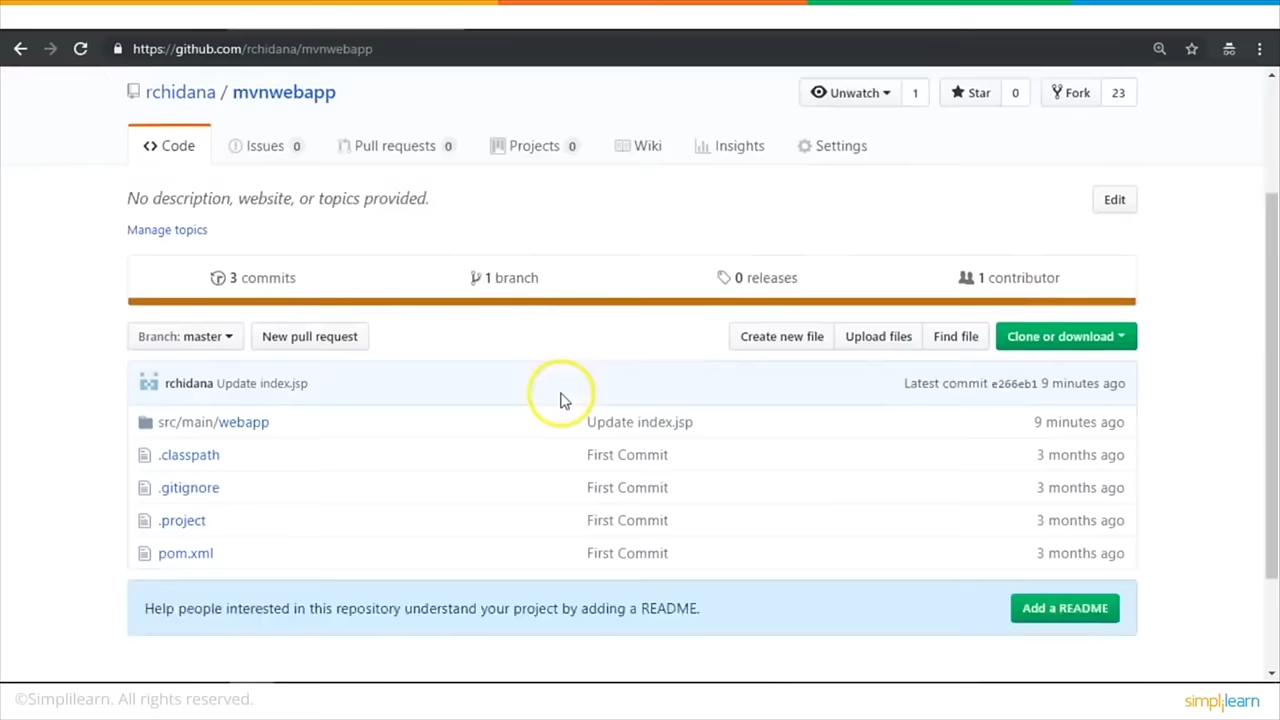 https://github.com/rchidana/mvnwebapp
rchidana / mvnwebapp
Unwatch 1 Star 0 Fork 23
Code Issues 0 Pull requests 0 Projects 0 Wiki Insights Settings
No description, website, or topics provided. Edit
Manage topics
3 commits 1 branch 0 releases 1 contributor
Branch: master New pull request Create new file Upload files Find file Clone or download
rchidana Update index.jsp Latest commit e266eb1 9 minutes ago
src/main/webapp Update index.jsp 9 minutes ago
.classpath First Commit 3 months ago
.gitignore First Commit 3 months ago
.project First Commit 3 months ago
pom.xml First Commit 3 months ago
Help people interested in this repository understand your project by adding a README. Add a README
©Simplilearn. All rights reserved. simplilearn